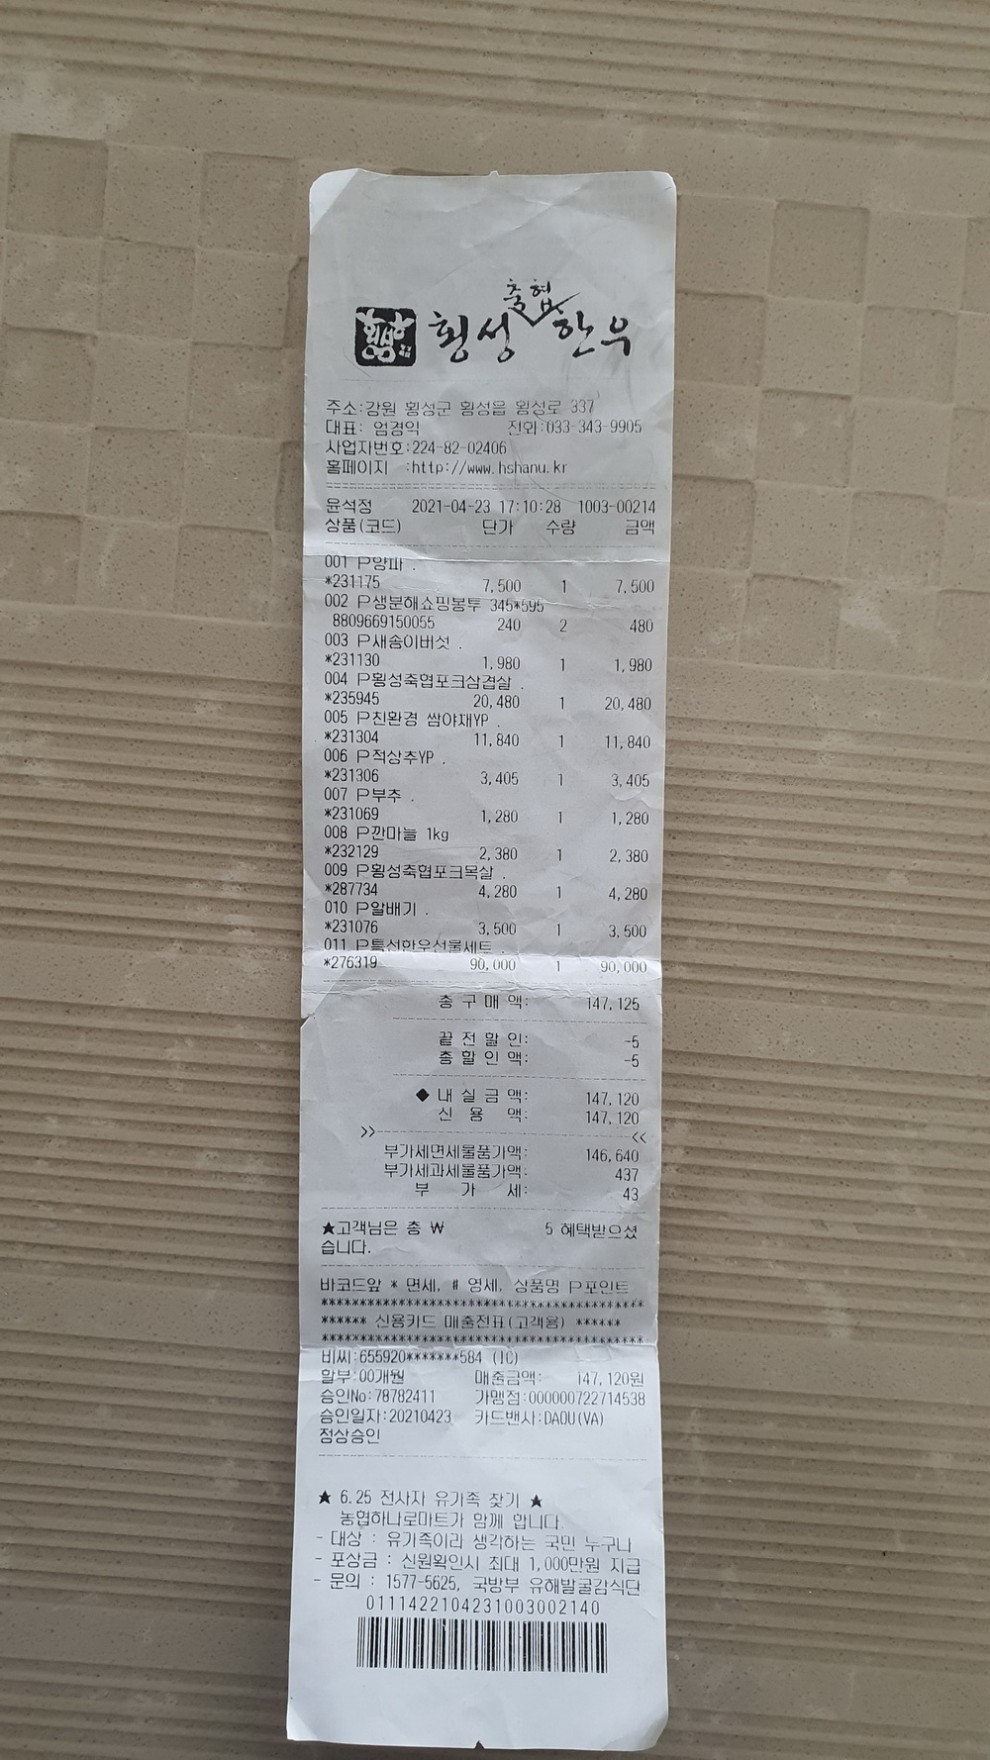 축협
횡성 한우
주소:강원 횡성군 횡성읍 횡성로 337
대표: 엄경익 전화:033-343-9905
사업자번호:224-82-02406
홈페이지 :http://www.hshanu.kr
윤석정 2021-04-23 17:10:28 1003-00214
상품(코드) 단가 수량 금액
001 P양파 .
*231175 7,500 1 7,500
002 P생분해쇼핑봉투 345*595
8809669150055 240 2 480
003 P새송이버섯 .
*231130 1,980 1 1,980
004 P횡성축협포크삼겹살 .
*235945 20,480 1 20,480
005 P친환경 쌈야채YP .
*231304 11,840 1 11,840
006 P적상추YP .
*231306 3,405 1 3,405
007 P부추 .
*231069 1,280 1 1,280
008 P깐마늘 1kg
*232129 2,380 1 2,380
009 P횡성축협포크목살 .
*287734 4,280 1 4,280
010 P알배기 .
*231076 3,500 1 3,500
011 P특선한우선물세트 .
*276319 90,000 1 90,000
총 구 매 액: 147,125
끝 전 할 인: -5
총 할 인 액: -5
◆ 내 실 금 액: 147,120
신 용 액: 147,120
>> <<
부가세면세물품가액: 146,640
부가세과세물품가액: 437
부 가 세: 43
★고객님은 총 ₩ 5 혜택받으셨
습니다.
바코드앞 * 면세, # 영세, 상품명 P포인트
****** 신용카드 매출전표(고객용) ******
비씨:655920*******584 (IC)
할부:00개월 매출금액: 147,120원
승인No:78782411 가맹점:000000722714538
승인일자:20210423 카드밴사:DAOU(VA)
정상승인
★ 6.25 전사자 유가족 찾기 ★
농협하나로마트가 함께 합니다.
- 대상 : 유가족이라 생각하는 국민 누구나
- 포상금 : 신원확인시 최대 1,000만원 지급
- 문의 : 1577-5625, 국방부 유해발굴감식단
01114221042310030021​40